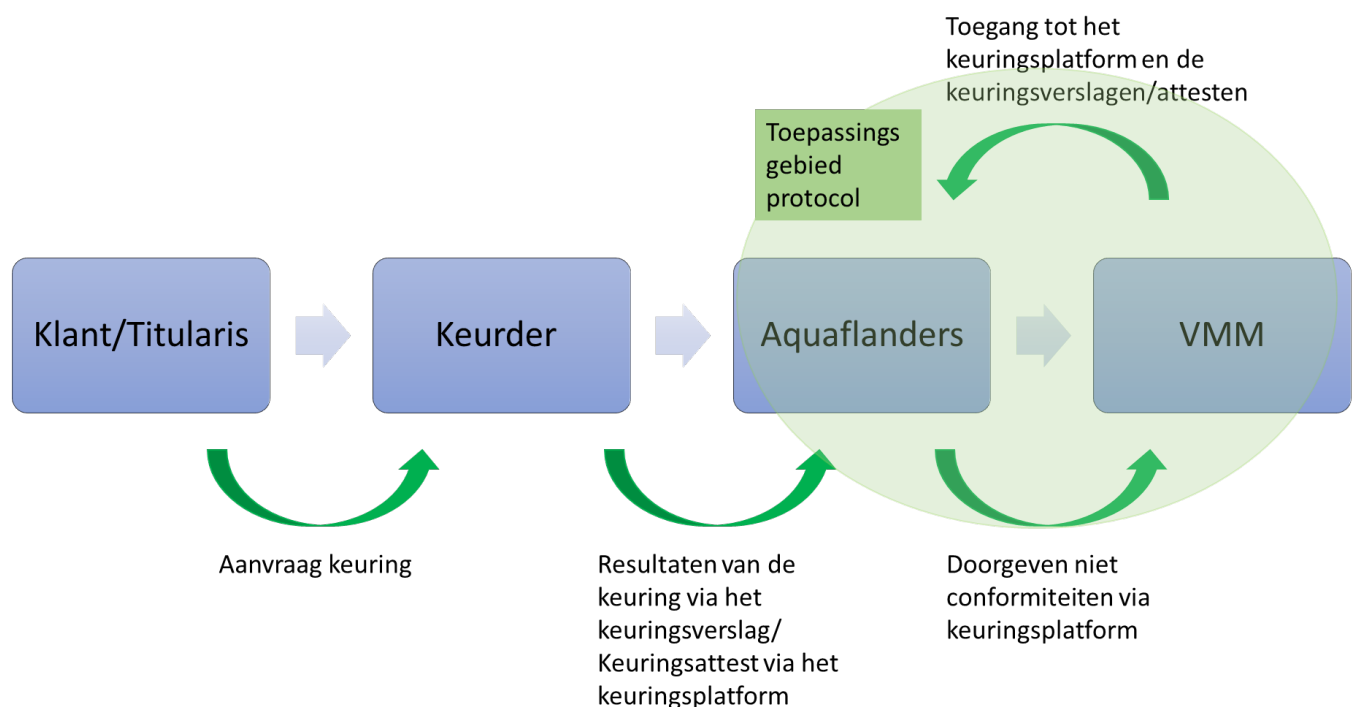 Toegang tot het
keuringsplatform en de
keuringsverslagen/attesten
Toepassings
gebied
protocol
Klant/Titularis
Keurder
Aquaflanders
VMM
Aanvraag keuring
Resultaten van de
keuring via het
keuringsverslag/
Keuringsattest via het
keuringsplatform
Doorgeven niet
conformiteiten via
keuringsplatform